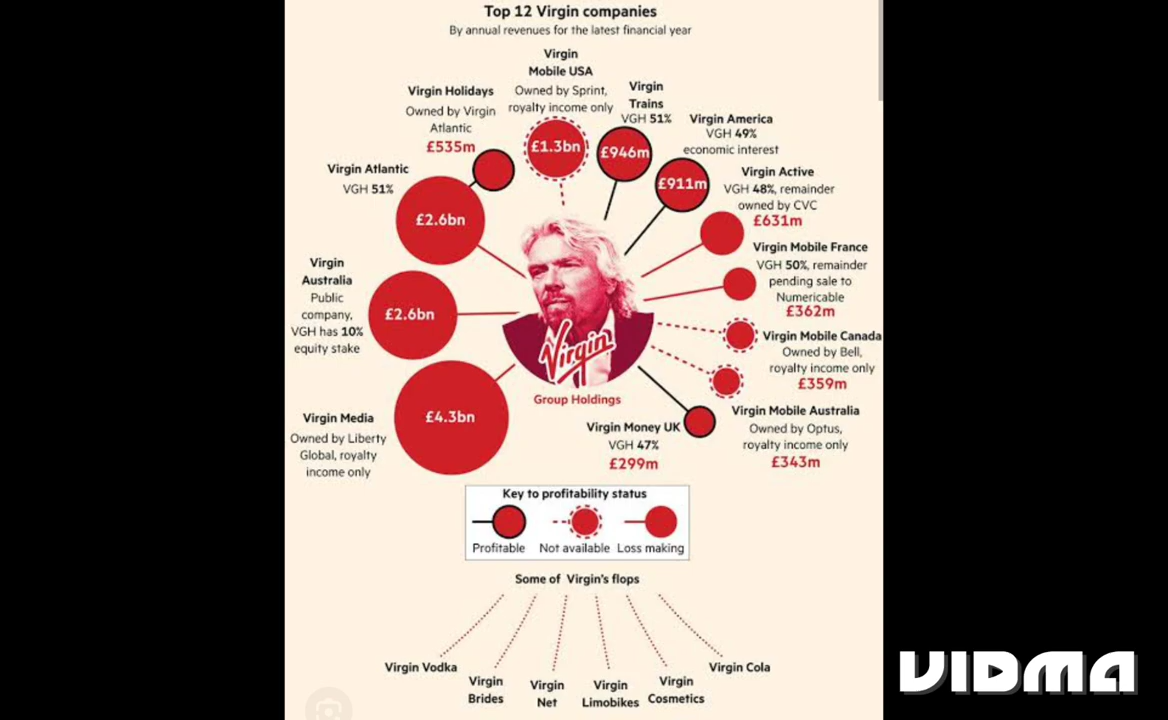 Top 12 Virgin companies
By annual revenues for the latest financial year
Virgin
Mobile USA
Owned by Sprint,
royalty income only
£1.3bn
Virgin Holidays
Owned by Virgin
Atlantic
£535m
Virgin
Trains
VGH 51%
£946m
Virgin America
VGH 49%
economic interest
£911m
Virgin Atlantic
VGH 51%
£2.6bn
Virgin Active
VGH 48%, remainder
owned by CVC
£631m
Virgin Mobile France
VGH 50%, remainder
pending sale to
Numericable
£362m
Virgin
Australia
Public
company,
VGH has 10%
equity stake
£2.6bn
Virgin Mobile Canada
Owned by Bell,
royalty income only
£359m
Virgin
Group Holdings
Virgin Media
Owned by Liberty
Global, royalty
income only
£4.3bn
Virgin Mobile Australia
Owned by Optus,
royalty income only
£343m
Virgin Money UK
VGH 47%
£299m
Key to profitability status
Profitable Not available Loss making
Some of Virgin's flops
Virgin Vodka
Virgin
Brides
Virgin
Net
Virgin
Limobikes
Virgin
Cosmetics
Virgin Cola
VIDMA